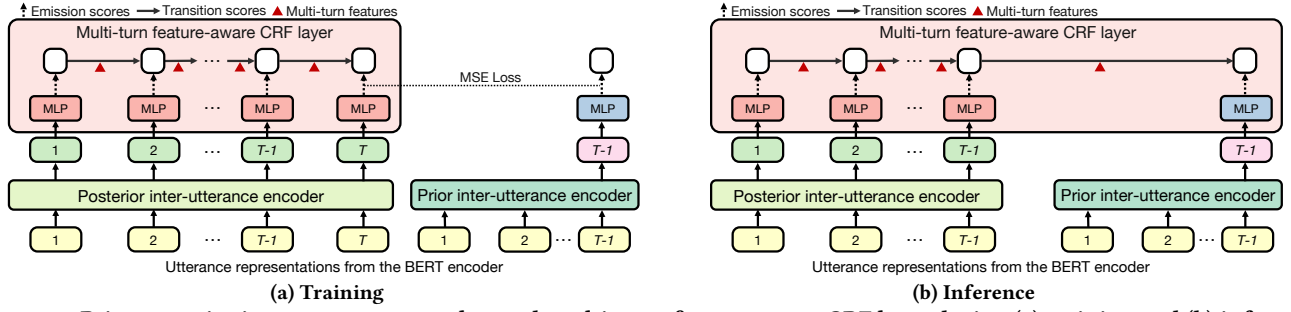 Emission scores Transition scores Multi-turn features
Multi-turn feature-aware CRF layer
...
MSE Loss
MLP MLP ... MLP MLP MLP
1 2 ... T-1 T T-1
Posterior inter-utterance encoder Prior inter-utterance encoder
1 2 ... T-1 T 1 2 ... T-1
Utterance representations from the BERT encoder
(a) Training
Emission scores Transition scores Multi-turn features
Multi-turn feature-aware CRF layer
...
MLP MLP ... MLP MLP
1 2 ... T-1 T-1
Posterior inter-utterance encoder Prior inter-utterance encoder
1 2 ... T-1 1 2 ... T-1
Utterance representations from the BERT encoder
(b) Inference